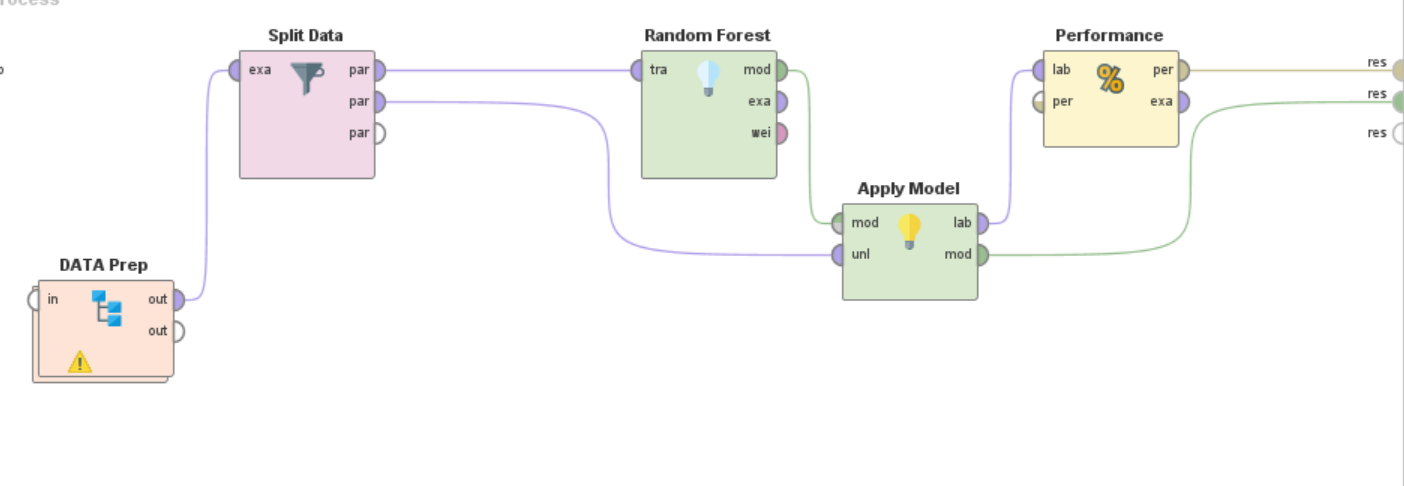 rocess
Split Data
exa
par
par
par
Random Forest
tra
mod
exa
wei
Performance
lab
per
per
exa
res
res
res
Apply Model
mod
lab
unl
mod
DATA Prep
in
out
out